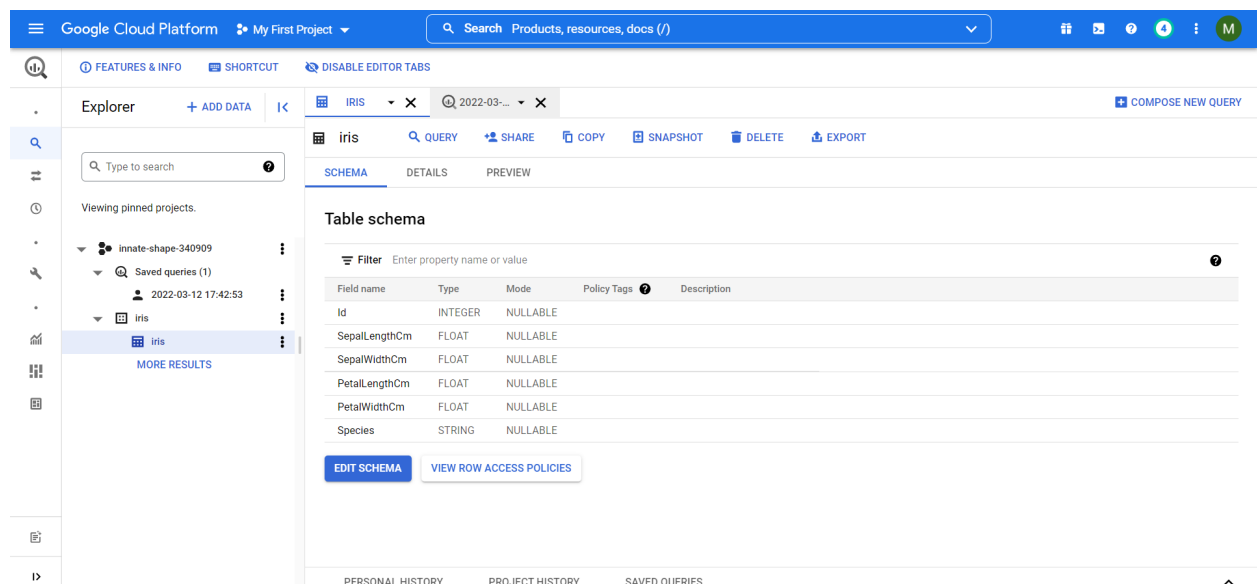 Google Cloud Platform My First Project Search Products, resources, docs (/) 4 M
FEATURES & INFO SHORTCUT DISABLE EDITOR TABS
Explorer + ADD DATA IRIS 2022-03-... COMPOSE NEW QUERY
iris QUERY SHARE COPY SNAPSHOT DELETE EXPORT
Type to search
SCHEMA DETAILS PREVIEW
Viewing pinned projects.
innate-shape-340909
Saved queries (1)
2022-03-12 17:42:53
iris
iris
MORE RESULTS
Table schema
Filter Enter property name or value
Field name Type Mode Policy Tags Description
Id INTEGER NULLABLE
SepalLengthCm FLOAT NULLABLE
SepalWidthCm FLOAT NULLABLE
PetalLengthCm FLOAT NULLABLE
PetalWidthCm FLOAT NULLABLE
Species STRING NULLABLE
EDIT SCHEMA VIEW ROW ACCESS POLICIES
PERSONAL HISTORY PROJECT HISTORY SAVED QUERIES